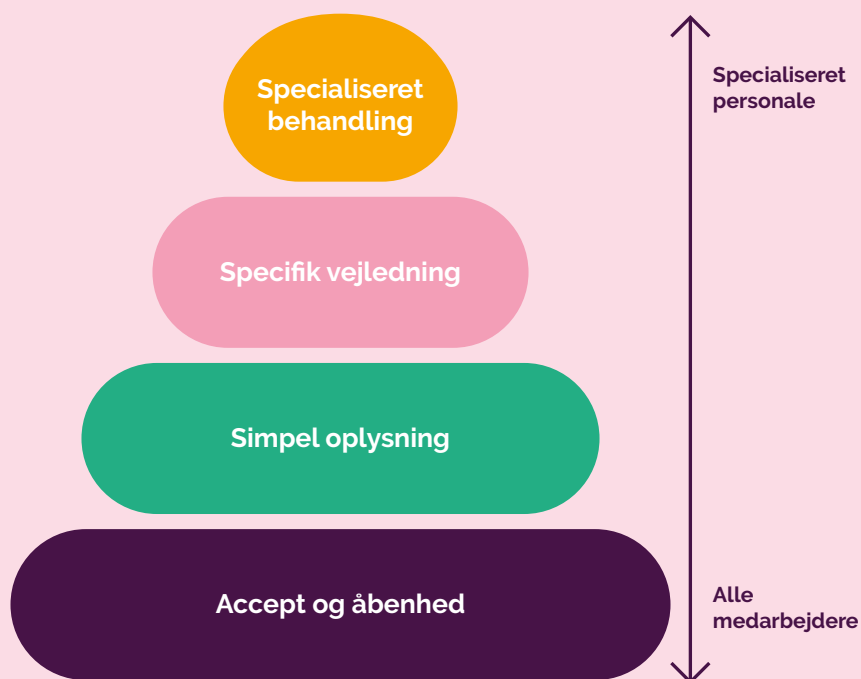 Specialiseret
behandling
Specialiseret
personale
Specifik vejledning
Simpel oplysning
Accept og åbenhed
Alle
medarbejdere